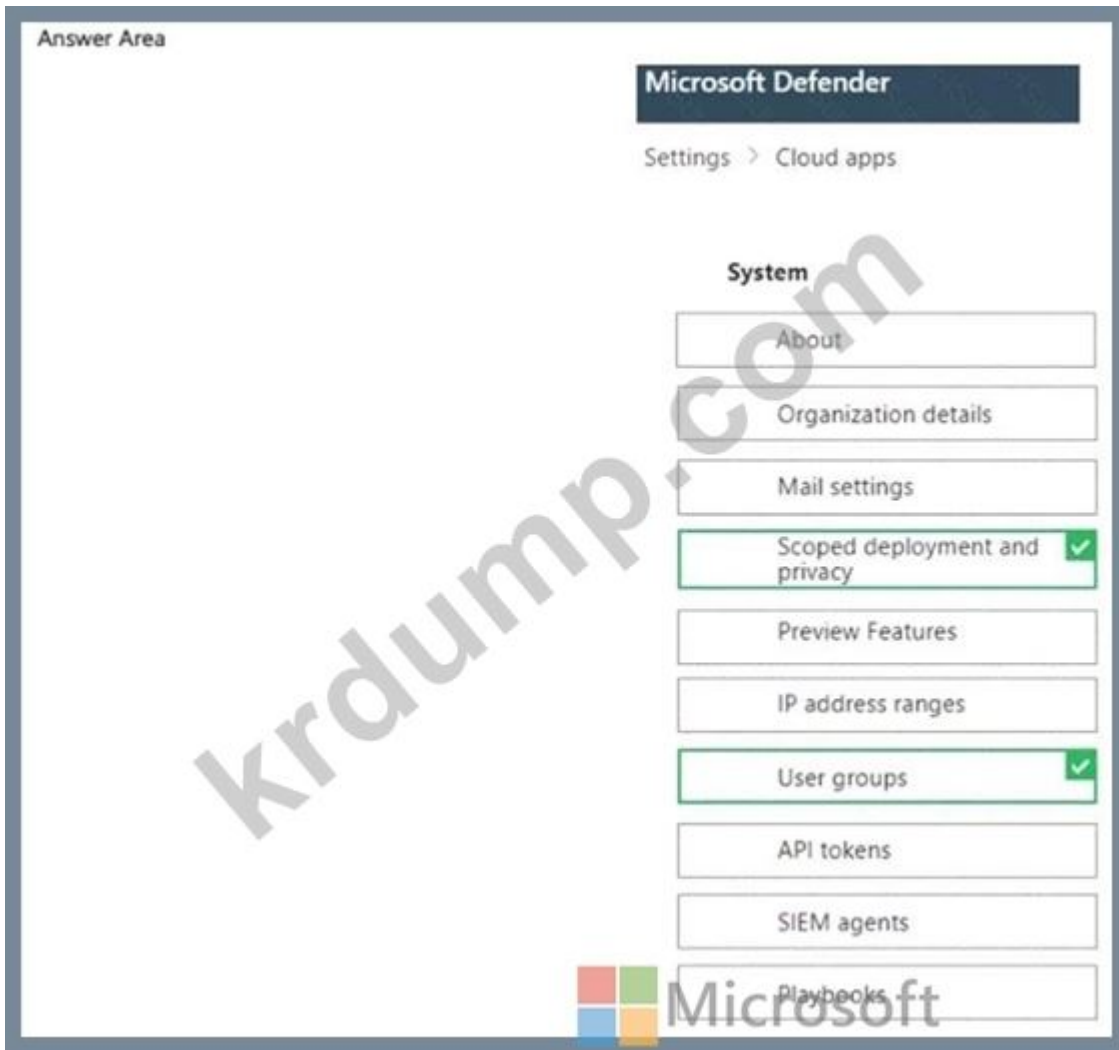 Answer Area
Microsoft Defender
Settings > Cloud apps
System
About
Organization details
Mail settings
Scoped deployment and
privacy
Preview Features
IP address ranges
User groups
API tokens
SIEM agents
Playbooks
Microsoft
krdump.com